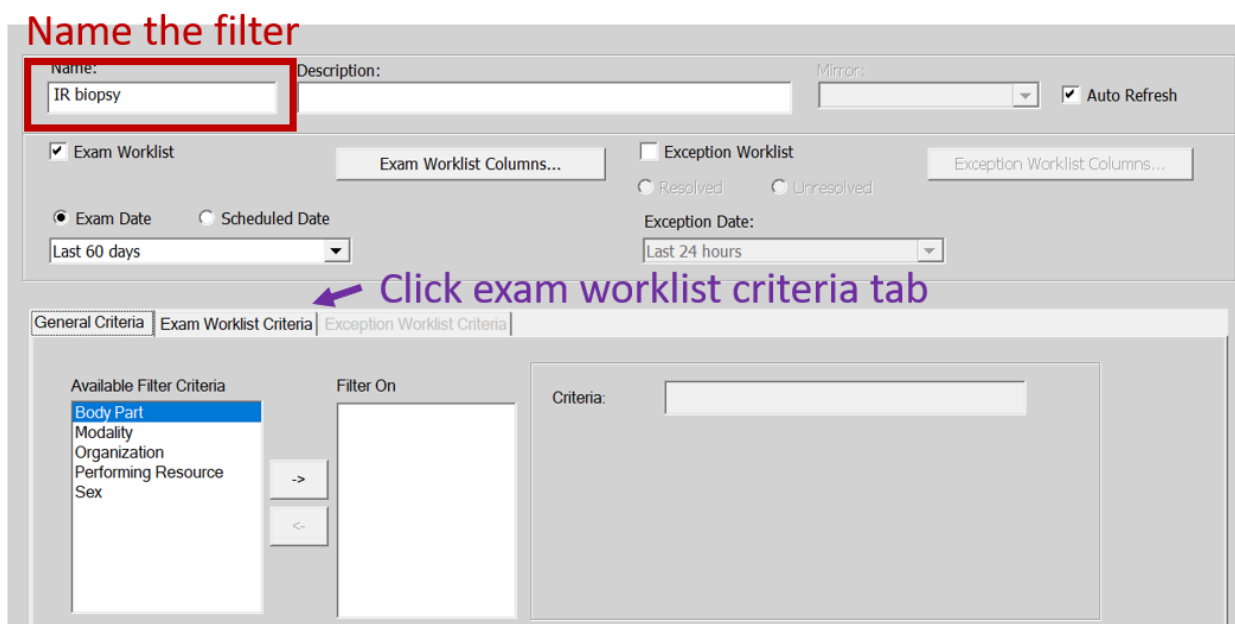 Name the filter
Name: Description: Mirror:
IR biopsy Auto Refresh
Exam Worklist Exam Worklist Columns... Exception Worklist Exception Worklist Columns...
Resolved Unresolved
Exam Date Scheduled Date Exception Date:
Last 60 days Last 24 hours
Click exam worklist criteria tab
General Criteria Exam Worklist Criteria Exception Worklist Criteria
Available Filter Criteria Filter On Criteria:
Body Part
Modality
Organization
Performing Resource
Sex
->
<-